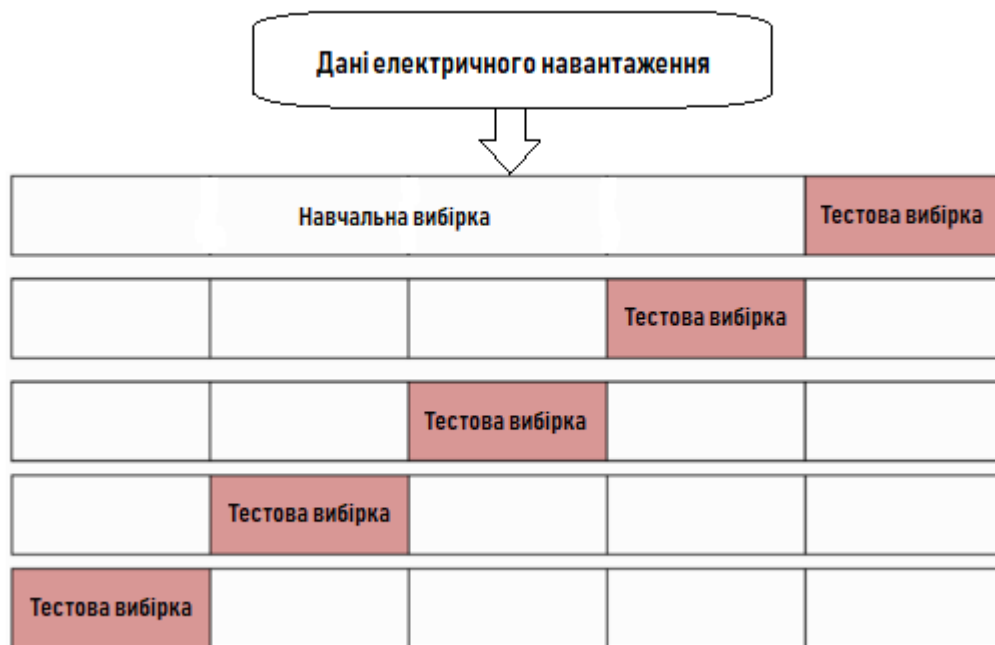 Дані електричного навантаження
Навчальна вибірка
Тестова вибірка
Тестова вибірка
Тестова вибірка
Тестова вибірка
Тестова вибірка